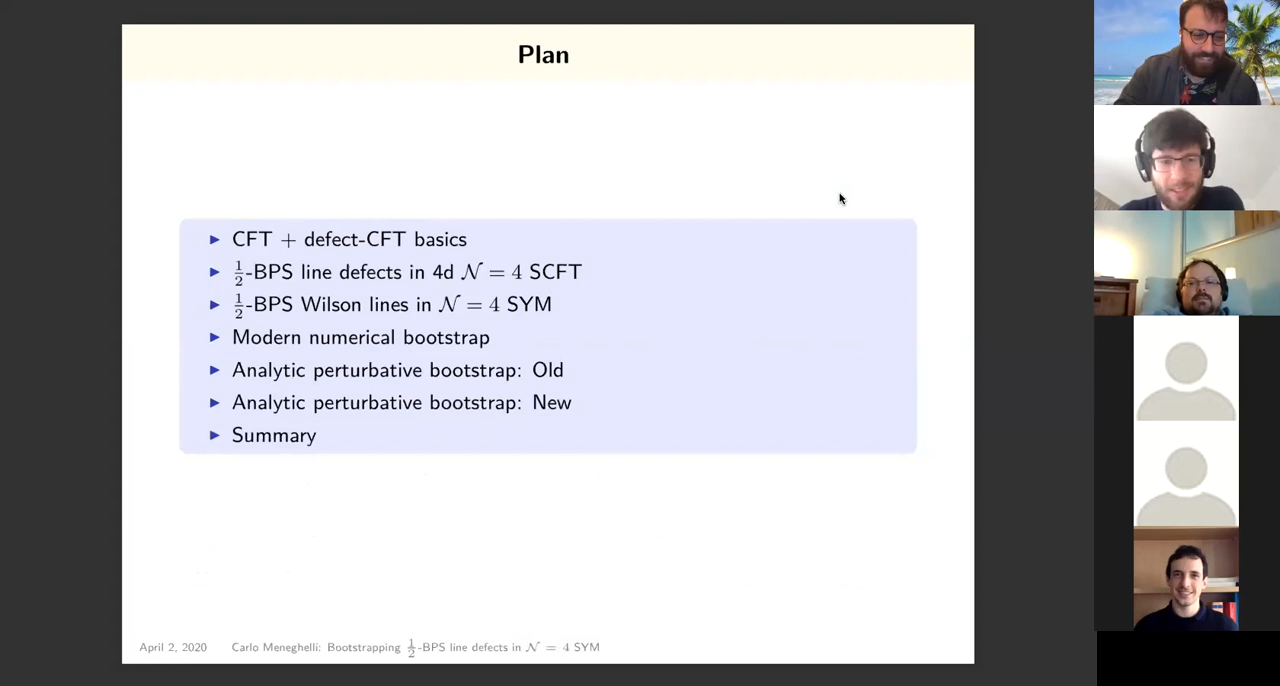 Plan
► CFT + defect-CFT basics
► ½-BPS line defects in 4d 𝒩 = 4 SCFT
► ½-BPS Wilson lines in 𝒩 = 4 SYM
► Modern numerical bootstrap
► Analytic perturbative bootstrap: Old
► Analytic perturbative bootstrap: New
► Summary
April 2, 2020 Carlo Meneghelli: Bootstrapping ½-BPS line defects in 𝒩 = 4 SYM